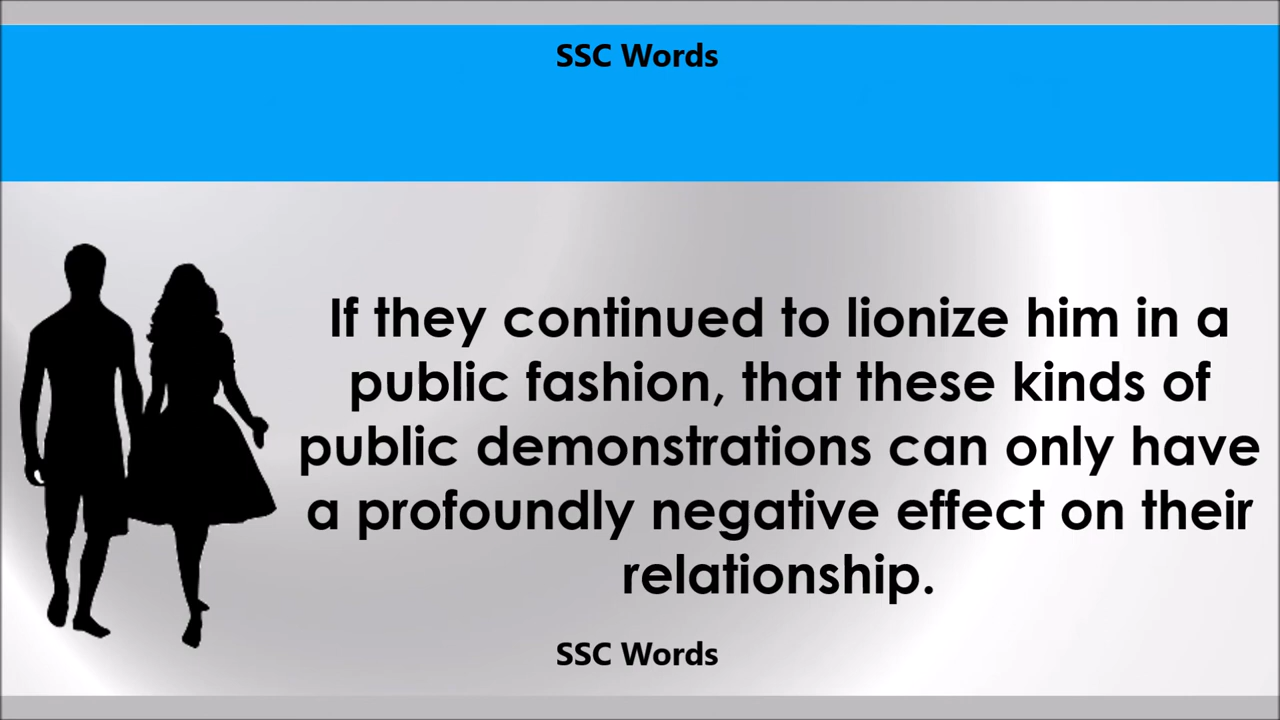 SSC Words
If they continued to lionize him in a
public fashion, that these kinds of
public demonstrations can only have
a profoundly negative effect on their
relationship.
SSC Words